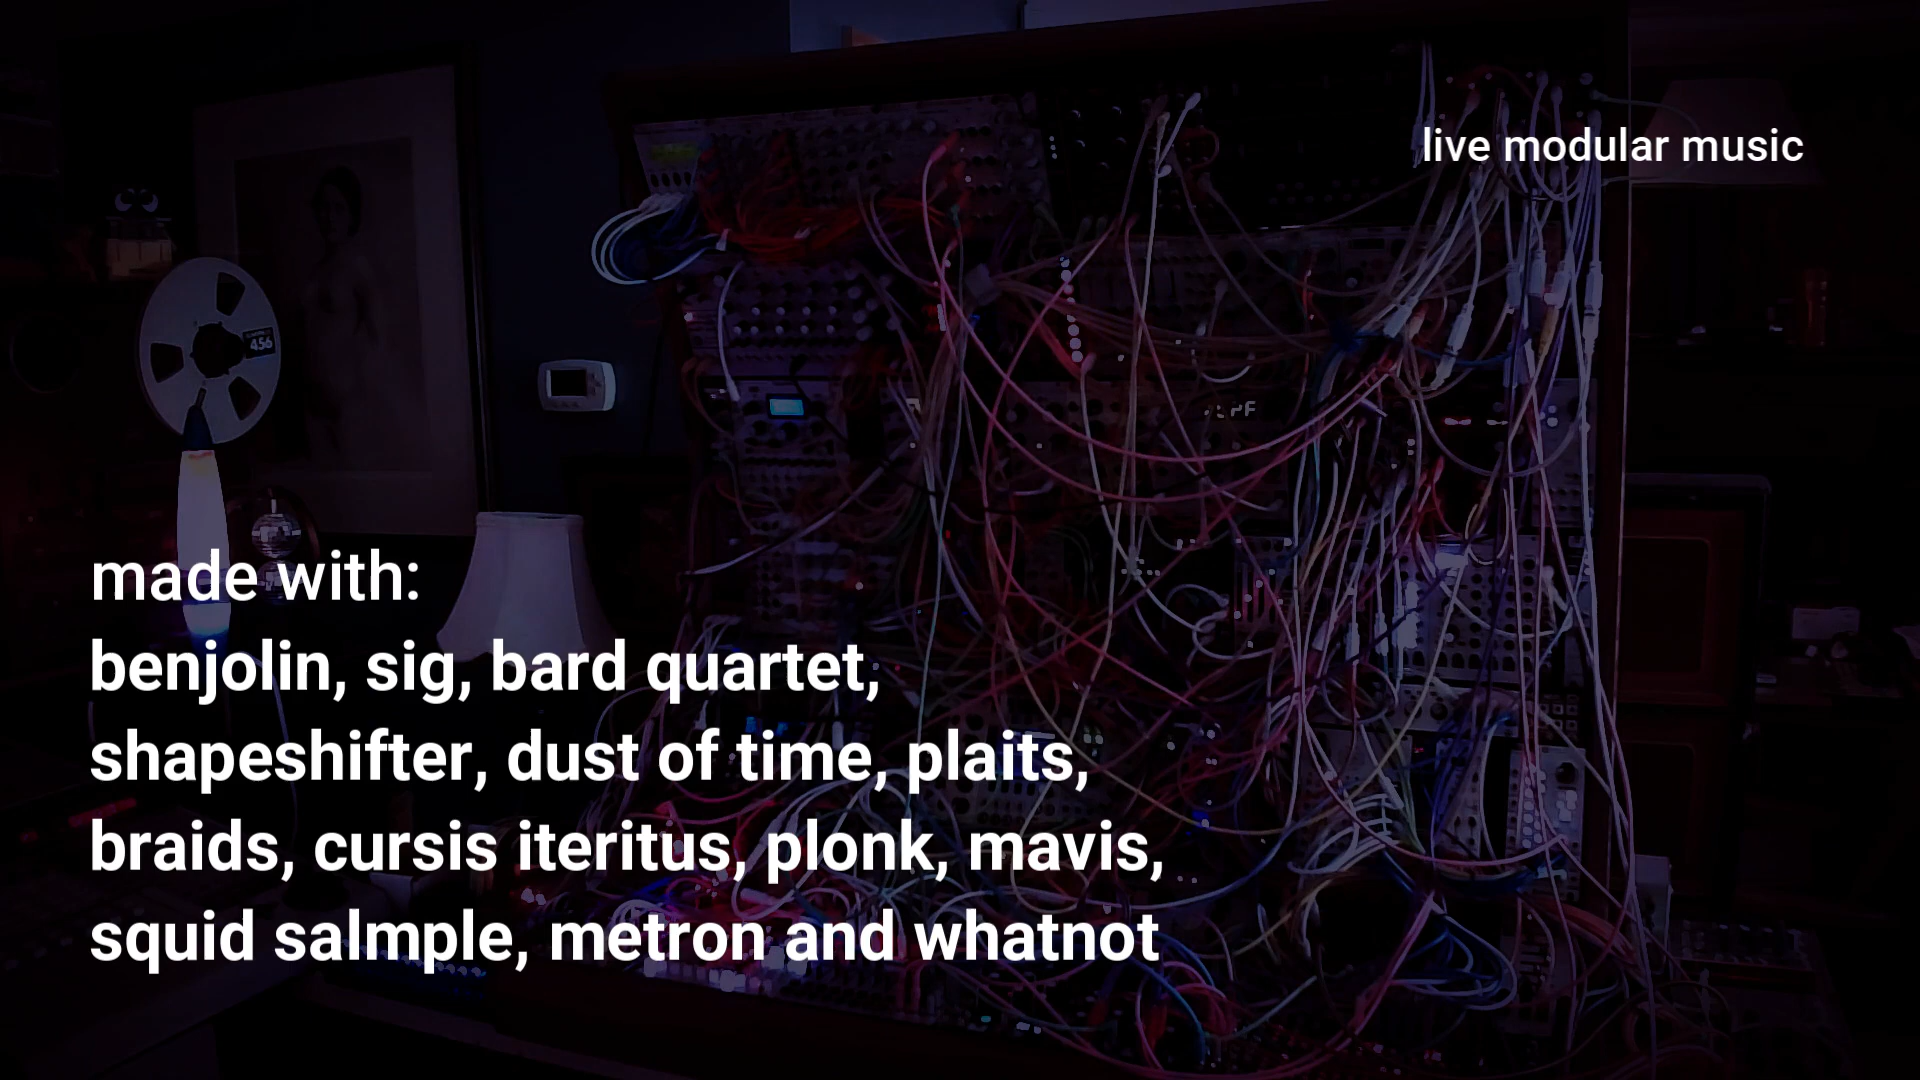 live modular music
456
made with:
benjolin, sig, bard quartet,
shapeshifter, dust of time, plaits,
braids, cursis iteritus, plonk, mavis,
squid salmple, metron and whatnot